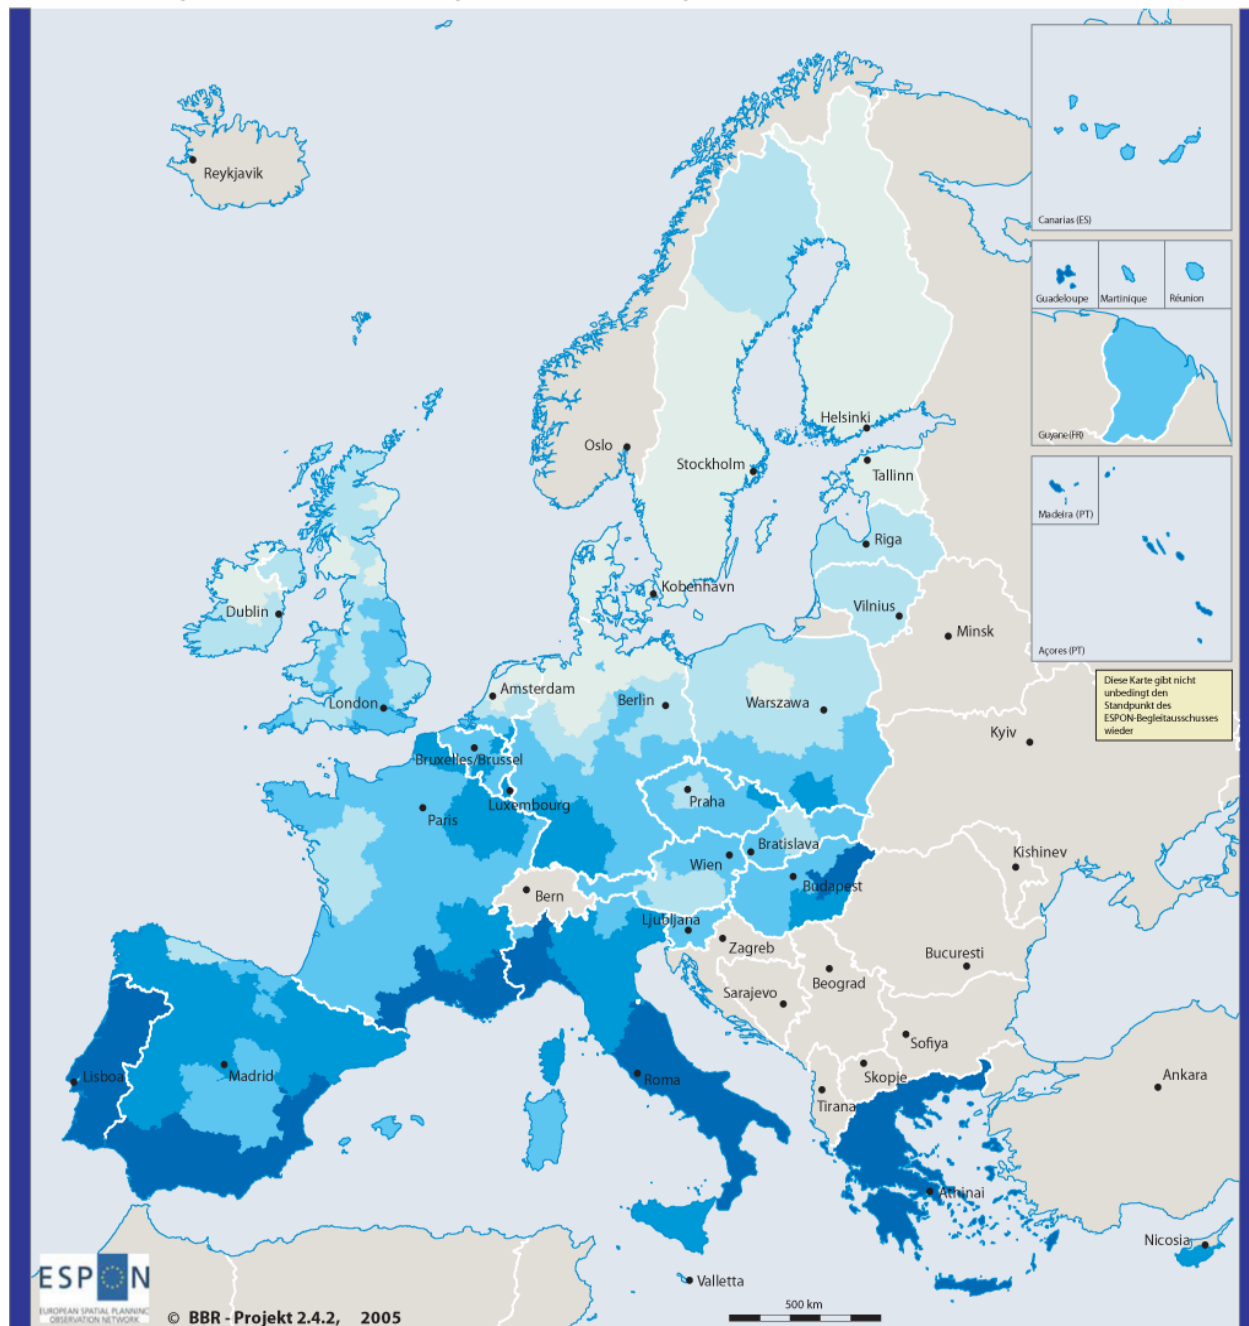 Canarias (ES)
Guadeloupe
Martinique
Réunion
Guyane (FR)
Madeira (PT)
Açores (PT)
Diese Karte gibt nicht
unbedingt den
Standpunkt des
ESPON-Begleitausschusses
wieder
Reykjavik
Helsinki
Oslo
Stockholm
Tallinn
Riga
Kobenhavn
Dublin
Vilnius
Minsk
Amsterdam
London
Berlin
Warszawa
Kyiv
Bruxelles/Brussel
Luxembourg
Praha
Paris
Bratislava
Wien
Kishinev
Budapest
Bern
Ljubljana
Zagreb
Bucuresti
Beograd
Sarajevo
Sofiya
Skopje
Madrid
Lisboa
Roma
Ankara
Tirana
Athinai
Nicosia
Valletta
ESPON
EUROPEAN SPATIAL PLANNING
OBSERVATION NETWORK
© BBR - Projekt 2.4.2, 2005
500 km